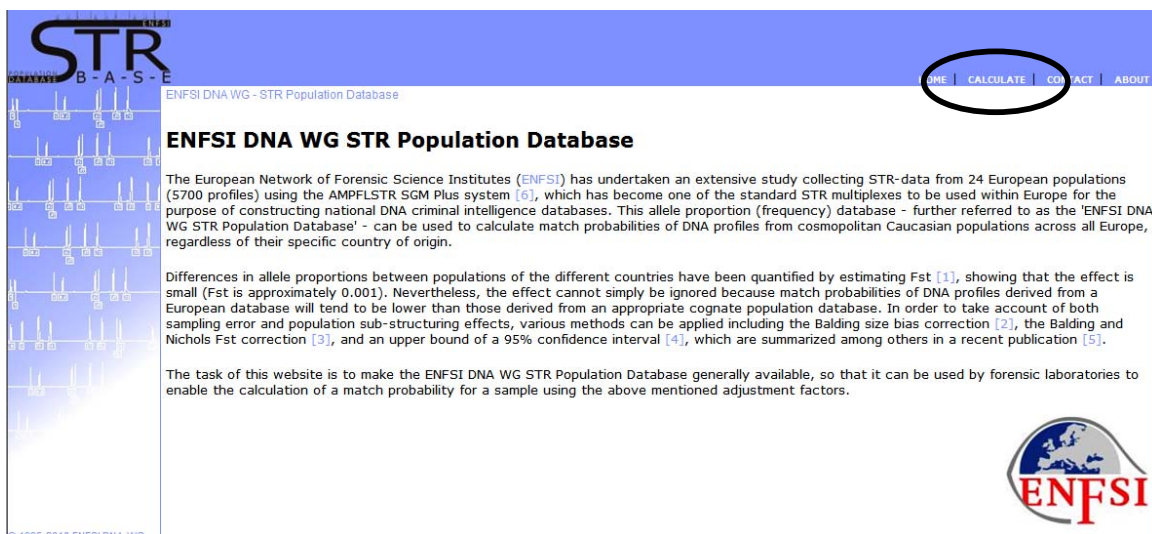 ENFSI
STR
POPULATION
DATABASE
B-A-S-E
HOME | CALCULATE | CONTACT | ABOUT
ENFSI DNA WG - STR Population Database
ENFSI DNA WG STR Population Database
The European Network of Forensic Science Institutes (ENFSI) has undertaken an extensive study collecting STR-data from 24 European populations
(5700 profiles) using the AMPFLSTR SGM Plus system [6], which has become one of the standard STR multiplexes to be used within Europe for the
purpose of constructing national DNA criminal intelligence databases. This allele proportion (frequency) database - further referred to as the 'ENFSI DNA
WG STR Population Database' - can be used to calculate match probabilities of DNA profiles from cosmopolitan Caucasian populations across all Europe,
regardless of their specific country of origin.
Differences in allele proportions between populations of the different countries have been quantified by estimating Fst [1], showing that the effect is
small (Fst is approximately 0.001). Nevertheless, the effect cannot simply be ignored because match probabilities of DNA profiles derived from a
European database will tend to be lower than those derived from an appropriate cognate population database. In order to take account of both
sampling error and population sub-structuring effects, various methods can be applied including the Balding size bias correction [2], the Balding and
Nichols Fst correction [3], and an upper bound of a 95% confidence interval [4], which are summarized among others in a recent publication [5].
The task of this website is to make the ENFSI DNA WG STR Population Database generally available, so that it can be used by forensic laboratories to
enable the calculation of a match probability for a sample using the above mentioned adjustment factors.
ENFSI